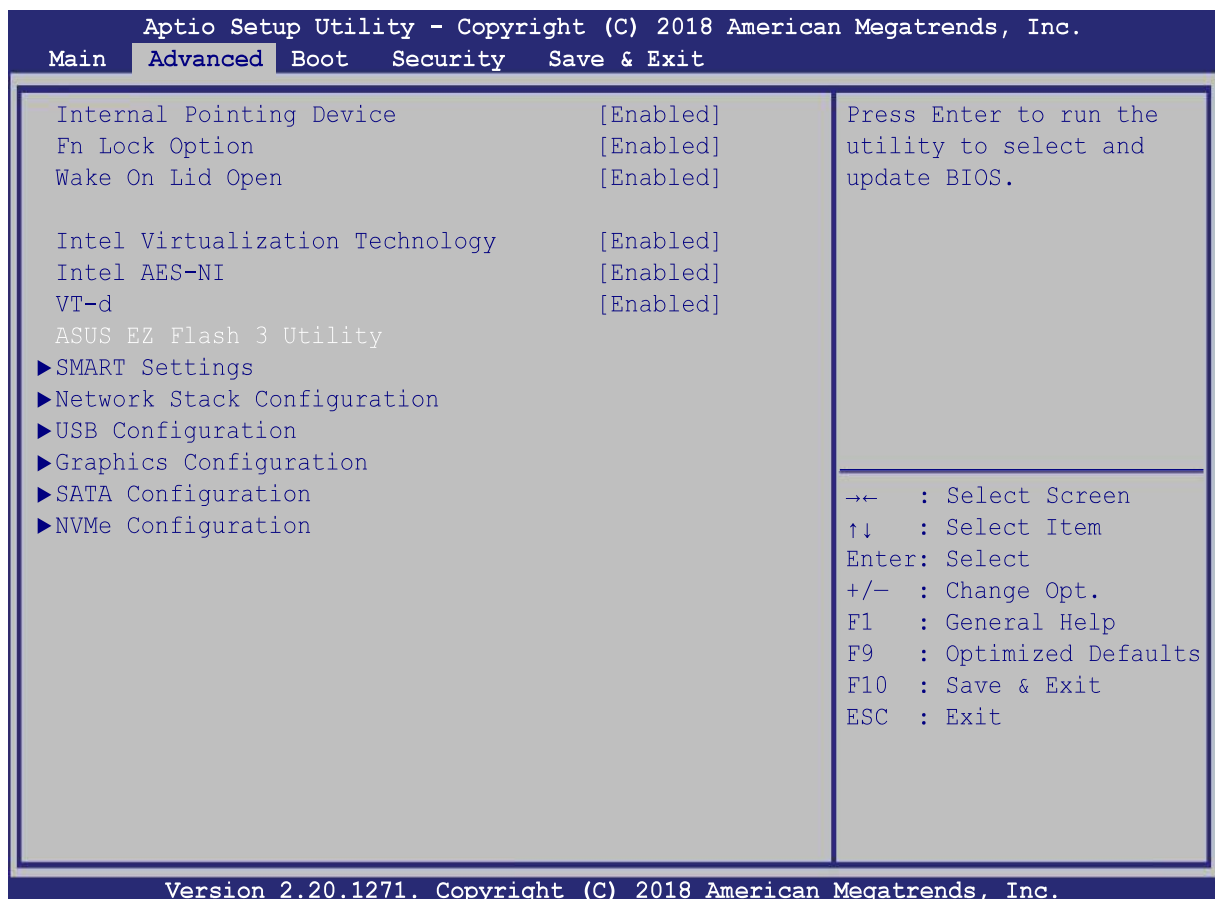 Aptio Setup Utility - Copyright (C) 2018 American Megatrends, Inc.
Main Advanced Boot Security Save & Exit
Internal Pointing Device [Enabled]
Fn Lock Option [Enabled]
Wake On Lid Open [Enabled]
Intel Virtualization Technology [Enabled]
Intel AES-NI [Enabled]
VT-d [Enabled]
ASUS EZ Flash 3 Utility
▶SMART Settings
▶Network Stack Configuration
▶USB Configuration
▶Graphics Configuration
▶SATA Configuration
▶NVMe Configuration
Press Enter to run the
utility to select and
update BIOS.
→← : Select Screen
↑↓ : Select Item
Enter: Select
+/— : Change Opt.
F1 : General Help
F9 : Optimized Defaults
F10 : Save & Exit
ESC : Exit
Version 2.20.1271. Copyright (C) 2018 American Megatrends, Inc.